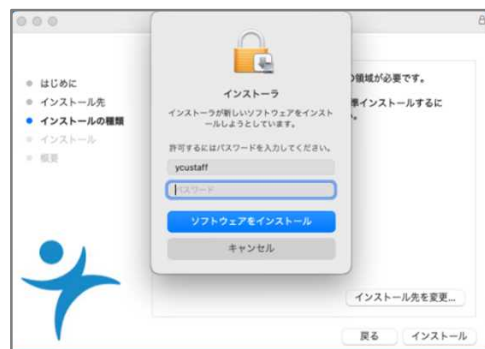 はじめに
インストール先
インストールの種類
インストール
概要
の領域が必要です。
準インストールするに
インストーラ
インストーラが新しいソフトウェアをインスト
ールしようとしています。
許可するにはパスワードを入力してください。
ycustaff
パスワード
ソフトウェアをインストール
キャンセル
インストール先を変更...
戻る
インストール